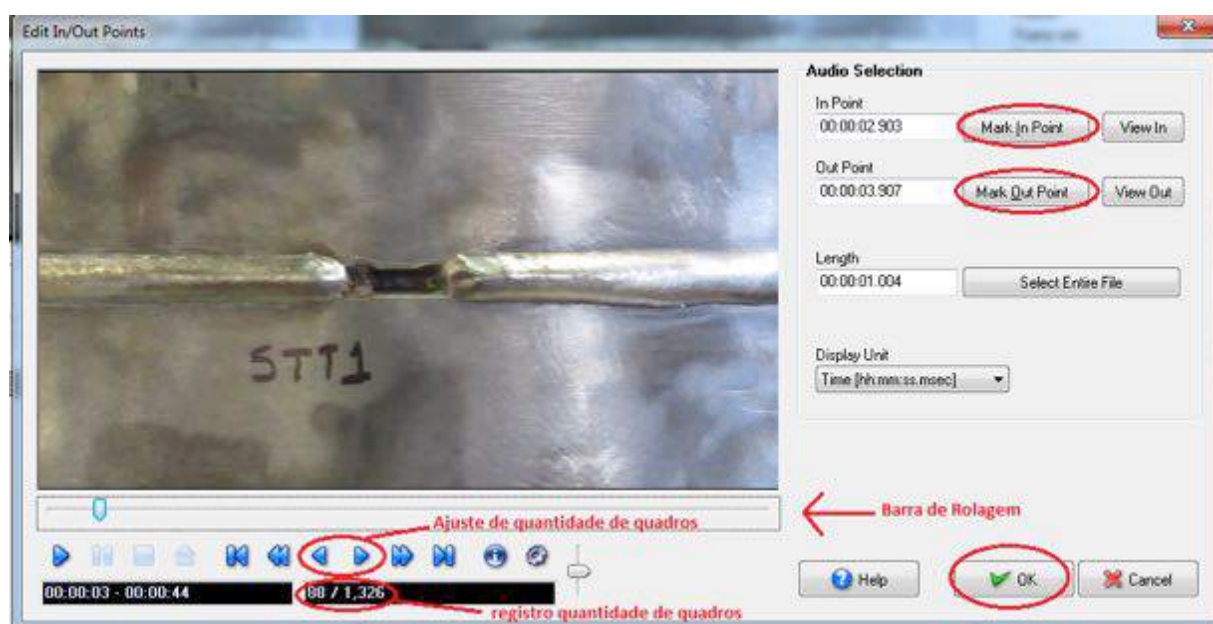 Edit In/Out Points
Audio Selection
In Point
00:00:02.903
Mark In Point
View In
Out Point
00:00:03.907
Mark Out Point
View Out
Length
00:00:01.004
Select Entire File
STT1
Display Unit
Time [hh:mm:ss.msec]
Ajuste de quantidade de quadros
Barra de Rolagem
Help
OK
Cancel
00:00:03 - 00:00:44
88 / 1,326
registro quantidade de quadros